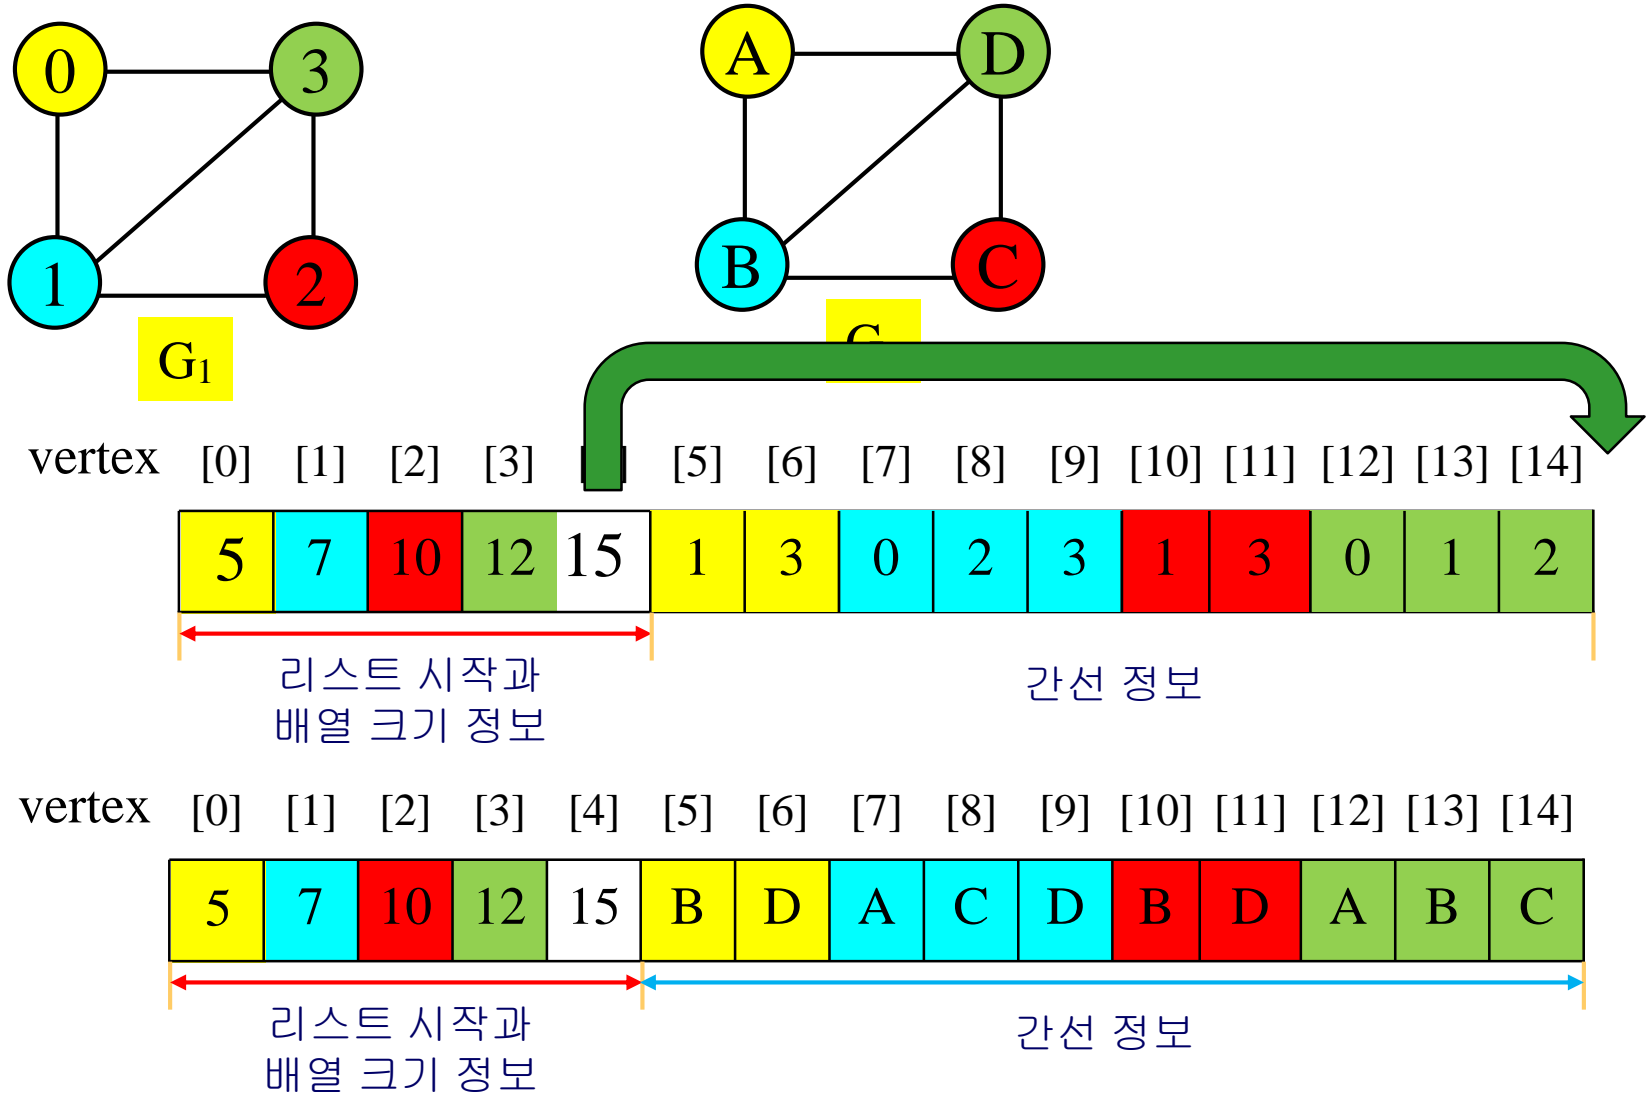 0 3
1 2
G1
A D
B C
G
vertex [0] [1] [2] [3] [5] [6] [7] [8] [9] [10] [11] [12] [13] [14]
5 7 10 12 15 1 3 0 2 3 1 3 0 1 2
리스트 시작과
배열 크기 정보
간선 정보
vertex [0] [1] [2] [3] [4] [5] [6] [7] [8] [9] [10] [11] [12] [13] [14]
5 7 10 12 15 B D A C D B D A B C
리스트 시작과
배열 크기 정보
간선 정보